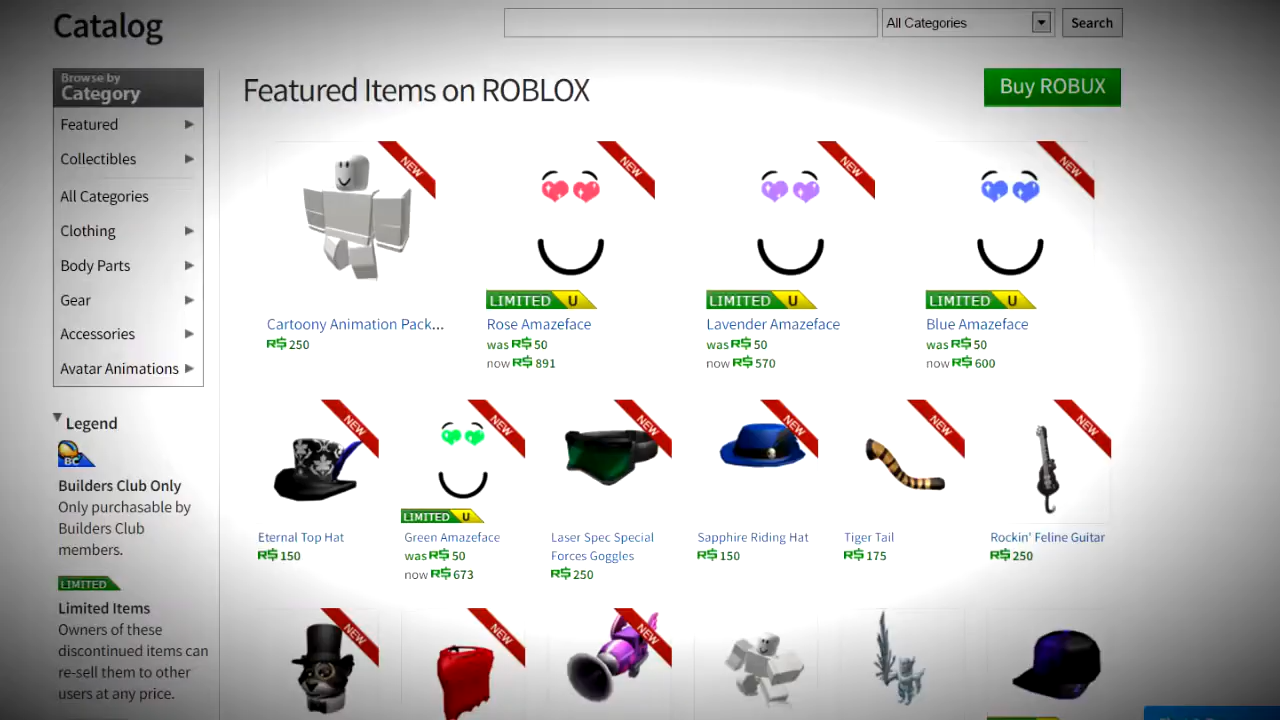 Catalog
All Categories
Search
Browse by
Category
Featured
Collectibles
All Categories
Clothing
Body Parts
Gear
Accessories
Avatar Animations
Legend
BC
Builders Club Only
Only purchasable by
Builders Club
members.
LIMITED
Limited Items
Owners of these
discontinued items can
re-sell them to other
users at any price.
Featured Items on ROBLOX
Buy ROBUX
NEW
NEW
NEW
NEW
LIMITED U
LIMITED U
LIMITED U
Cartoony Animation Pack...
R$ 250
Rose Amazeface
was R$ 50
now R$ 891
Lavender Amazeface
was R$ 50
now R$ 570
Blue Amazeface
was R$ 50
now R$ 600
NEW
NEW
NEW
NEW
NEW
NEW
Eternal Top Hat
R$ 150
LIMITED U
Green Amazeface
was R$ 50
now R$ 673
Laser Spec Special
Forces Goggles
R$ 250
Sapphire Riding Hat
R$ 150
Tiger Tail
R$ 175
Rockin' Feline Guitar
R$ 250
NEW
NEW
NEW